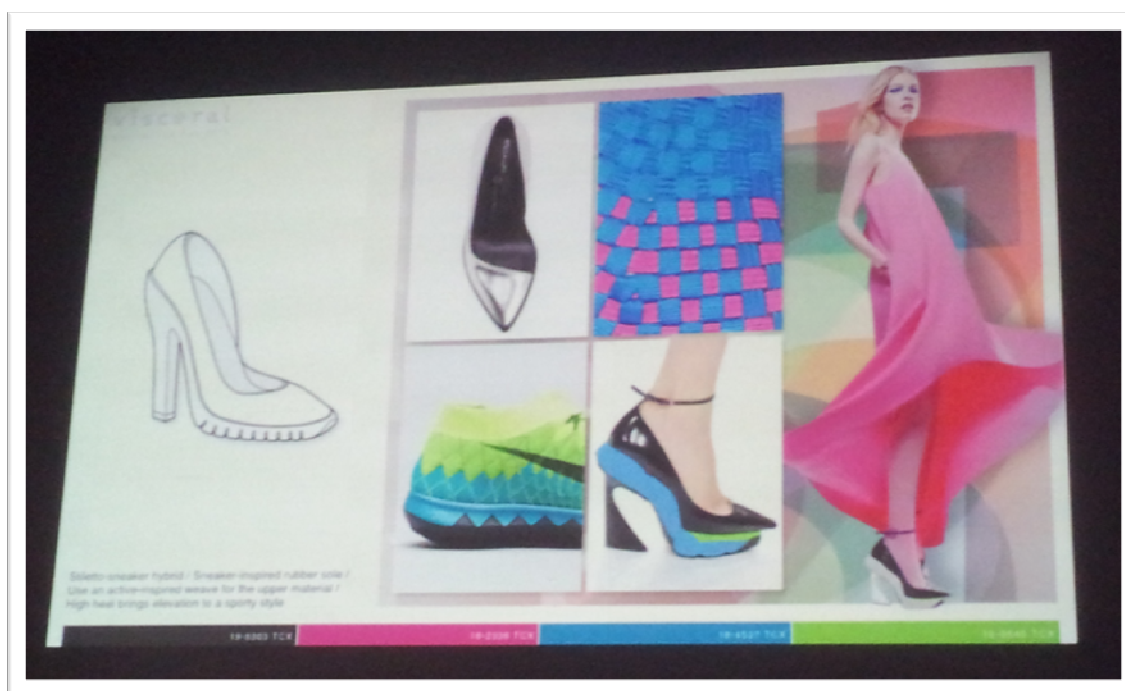 visceral
Stiletto-sneaker hybrid / Sneaker-inspired rubber sole /
Use an active-inspired weave for the upper material /
High heel brings elevation to a sporty style
TCX
TCX
TCX
TCX